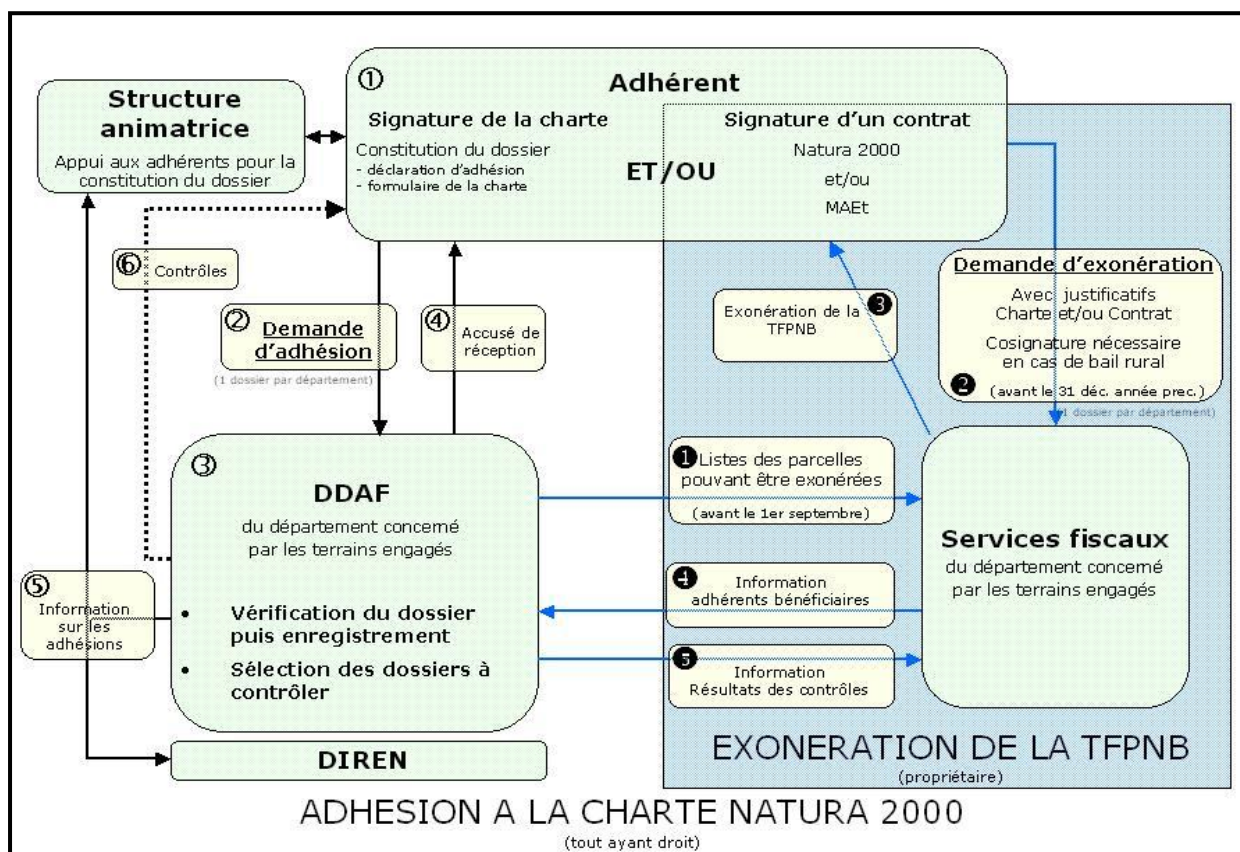 ①
Adhérent
Structure
animatrice
Appui aux adhérents pour la
constitution du dossier
Signature de la charte
Constitution du dossier
- déclaration d'adhésion
- formulaire de la charte
ET/OU
Signature d'un contrat
Natura 2000
et/ou
MAEt
⑥ Contrôles
② Demande
d'adhésion
(1 dossier par département)
④ Accusé de
réception
Exonération de la ❸
TFPNB
Demande d'exonération
Avec justificatifs
Charte et/ou Contrat
Cosignature nécessaire
en cas de bail rural
❷ (avant le 31 déc. année prec.)
(1 dossier par département)
③
DDAF
du département concerné
par les terrains engagés
• Vérification du dossier
puis enregistrement
• Sélection des dossiers à
contrôler
❶ Listes des parcelles
pouvant être exonérées
(avant le 1er septembre)
Services fiscaux
du département concerné
par les terrains engagés
❹ Information
adhérents bénéficiaires
❺ Information
Résultats des contrôles
⑤
Information
sur les
adhésions
DIREN
EXONERATION DE LA TFPNB
(propriétaire)
ADHESION A LA CHARTE NATURA 2000
(tout ayant droit)